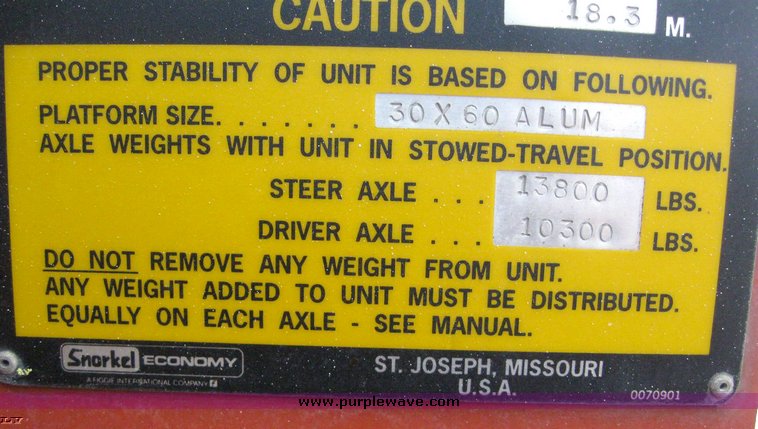 CAUTION
18.3 M.
PROPER STABILITY OF UNIT IS BASED ON FOLLOWING.
PLATFORM SIZE. . . . . . . 30 X 60 ALUM
AXLE WEIGHTS WITH UNIT IN STOWED-TRAVEL POSITION.
STEER AXLE . . . 13800 LBS.
DRIVER AXLE . . . 10300 LBS.
DO NOT REMOVE ANY WEIGHT FROM UNIT.
ANY WEIGHT ADDED TO UNIT MUST BE DISTRIBUTED.
EQUALLY ON EACH AXLE - SEE MANUAL.
Snorkel ECONOMY
A FIGGIE INTERNATIONAL COMPANY
ST. JOSEPH, MISSOURI
U.S.A.
0070901
www.purplewave.com